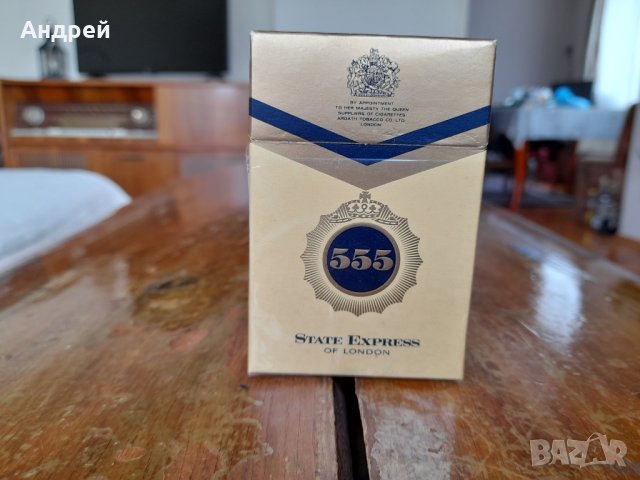 Андрей
BY APPOINTMENT
TO HER MAJESTY THE QUEEN
SUPPLIERS OF CIGARETTES
ARDATH TOBACCO CO. LTD.
LONDON
555
STATE EXPRESS
OF LONDON
BAZAR